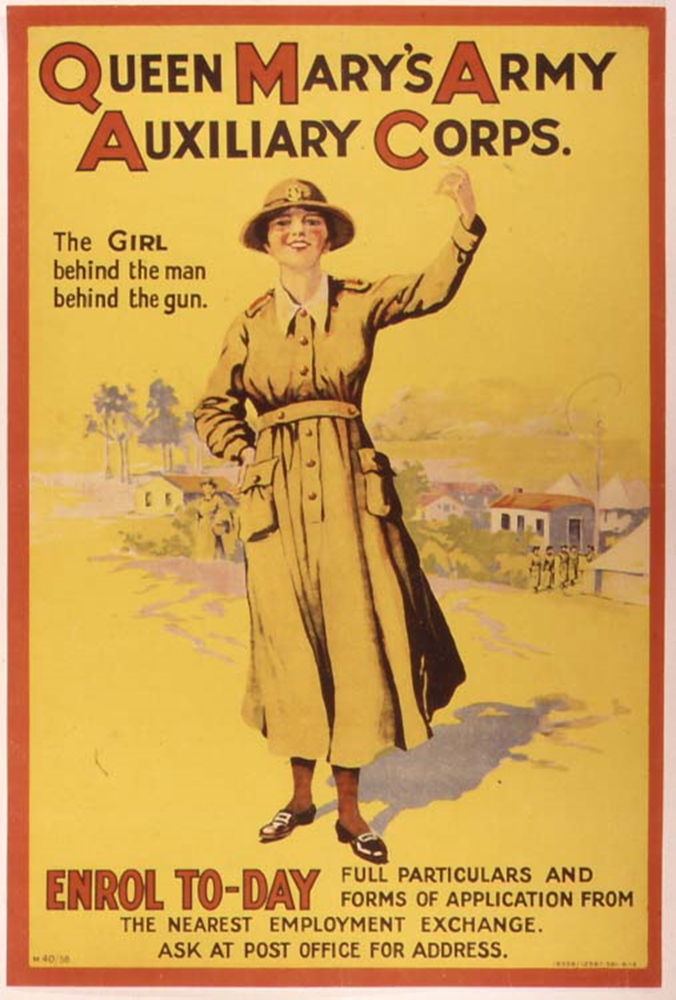 QUEEN MARY'S ARMY
AUXILIARY CORPS.
The GIRL
behind the man
behind the gun.
ENROL TO-DAY
FULL PARTICULARS AND
FORMS OF APPLICATION FROM
THE NEAREST EMPLOYMENT EXCHANGE.
ASK AT POST OFFICE FOR ADDRESS.